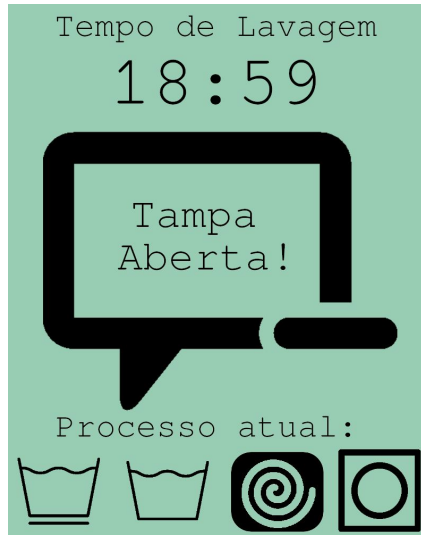 Tempo de Lavagem
18:59
Tampa
Aberta!
Processo atual: